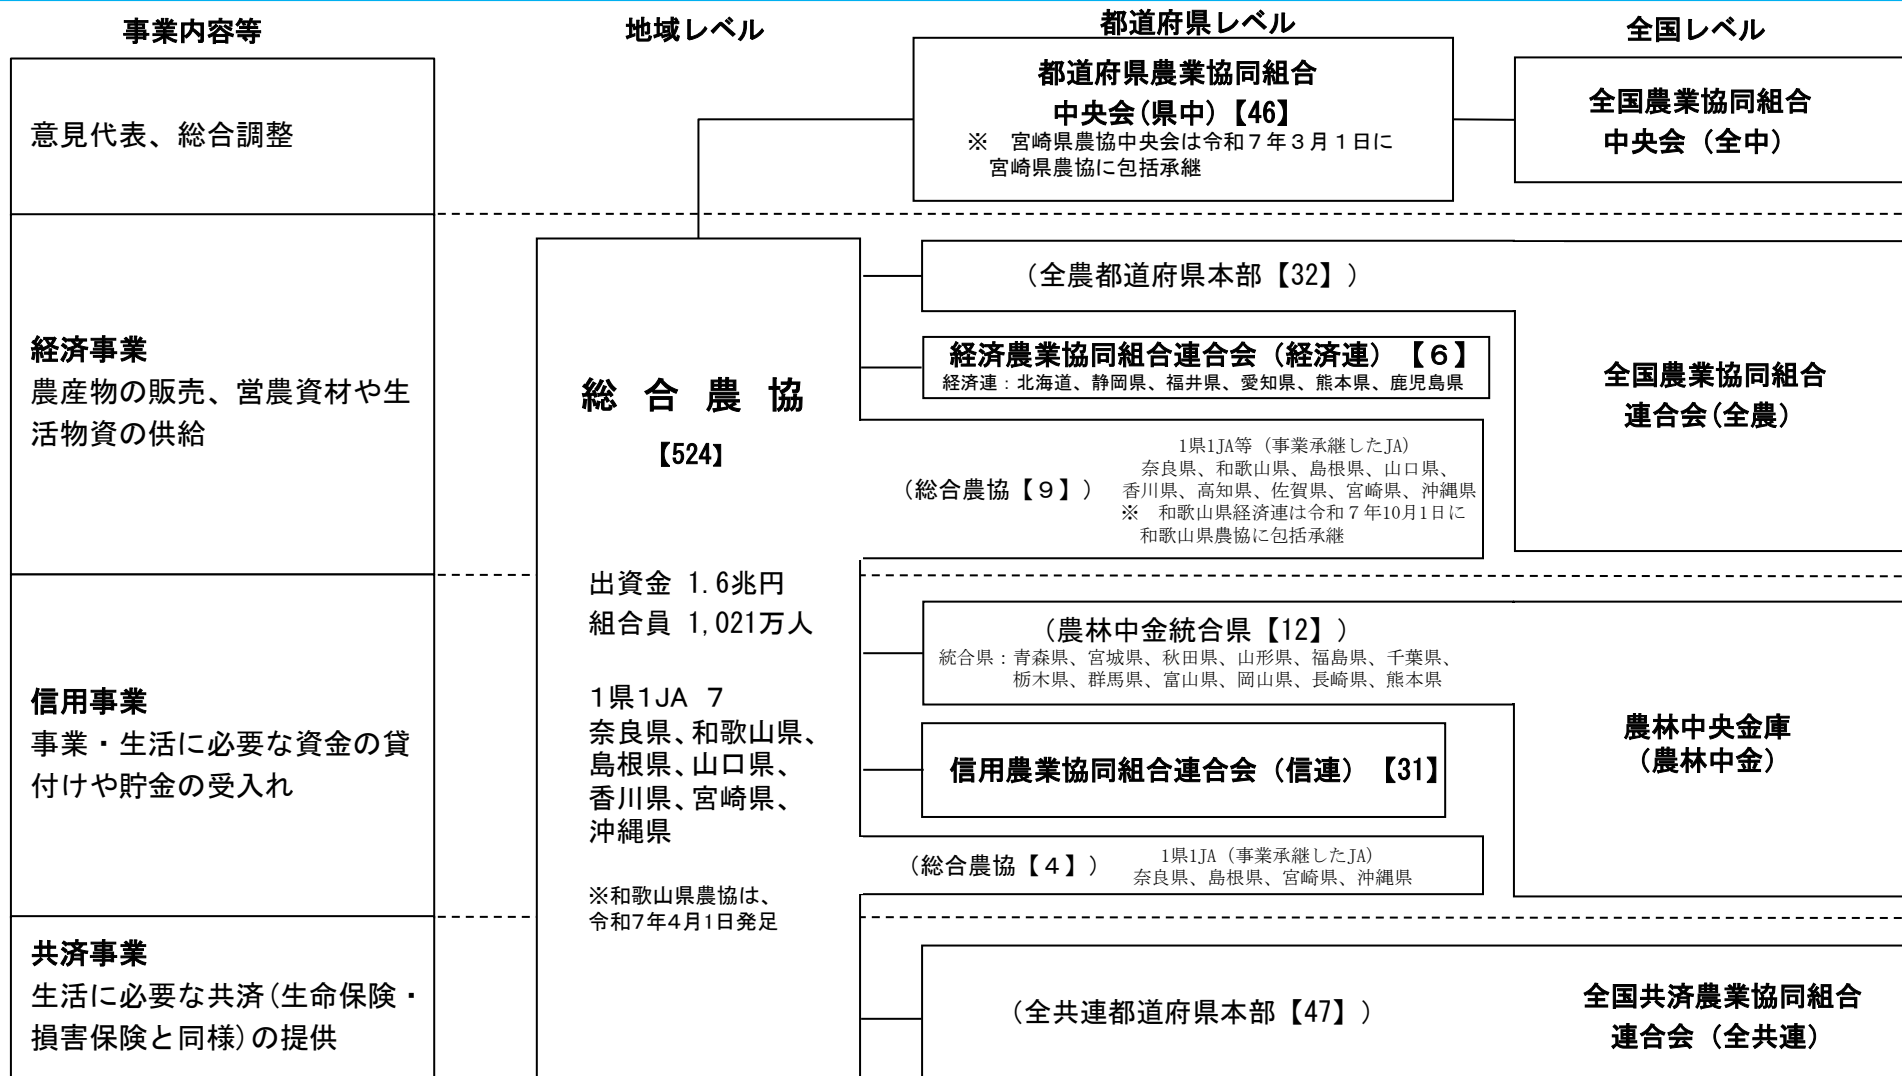 事業内容等
地域レベル
都道府県レベル
全国レベル
意見代表、総合調整
都道府県農業協同組合
中央会(県中)【46】
※　宮崎県農協中央会は令和７年３月１日に
宮崎県農協に包括承継
全国農業協同組合
中央会（全中）
経済事業
農産物の販売、営農資材や生
活物資の供給
総 合 農 協
【524】
出資金 1.6兆円
組合員 1,021万人
1県1JA 7
奈良県、和歌山県、
島根県、山口県、
香川県、宮崎県、
沖縄県
※和歌山県農協は、
令和7年4月1日発足
（全農都道府県本部【32】）
経済農業協同組合連合会（経済連）【６】
経済連：北海道、静岡県、福井県、愛知県、熊本県、鹿児島県
（総合農協【９】）
1県1JA等（事業承継したJA）
奈良県、和歌山県、島根県、山口県、
香川県、高知県、佐賀県、宮崎県、沖縄県
※　和歌山県経済連は令和７年10月1日に
和歌山県農協に包括承継
全国農業協同組合
連合会(全農)
信用事業
事業・生活に必要な資金の貸
付けや貯金の受入れ
（農林中金統合県【12】）
統合県：青森県、宮城県、秋田県、山形県、福島県、千葉県、
栃木県、群馬県、富山県、岡山県、長崎県、熊本県
信用農業協同組合連合会（信連）【31】
（総合農協【４】）
1県1JA（事業承継したJA）
奈良県、島根県、宮崎県、沖縄県
農林中央金庫
（農林中金）
共済事業
生活に必要な共済(生命保険・
損害保険と同様)の提供
（全共連都道府県本部【47】）
全国共済農業協同組合
連合会（全共連）